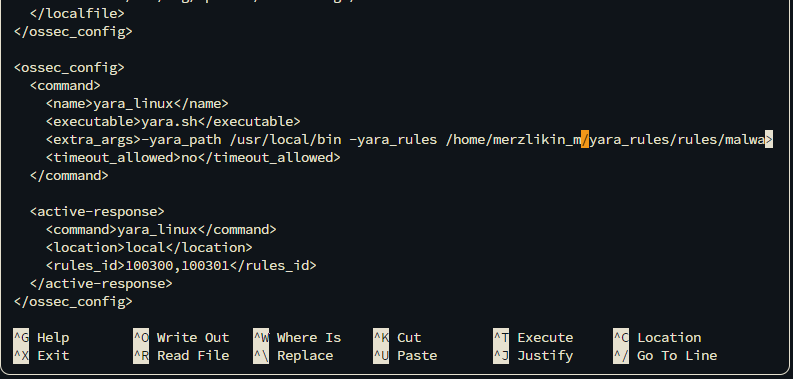 </localfile>
</ossec_config>
<ossec_config>
<command>
<name>yara_linux</name>
<executable>yara.sh</executable>
<extra_args>-yara_path /usr/local/bin -yara_rules /home/merzlikin_m/yara_rules/rules/malwa>
<timeout_allowed>no</timeout_allowed>
</command>
<active-response>
<command>yara_linux</command>
<location>local</location>
<rules_id>100300,100301</rules_id>
</active-response>
</ossec_config>
^G Help ^O Write Out ^W Where Is ^K Cut ^T Execute ^C Location
^X Exit ^R Read File ^\ Replace ^U Paste ^J Justify ^/ Go To Line